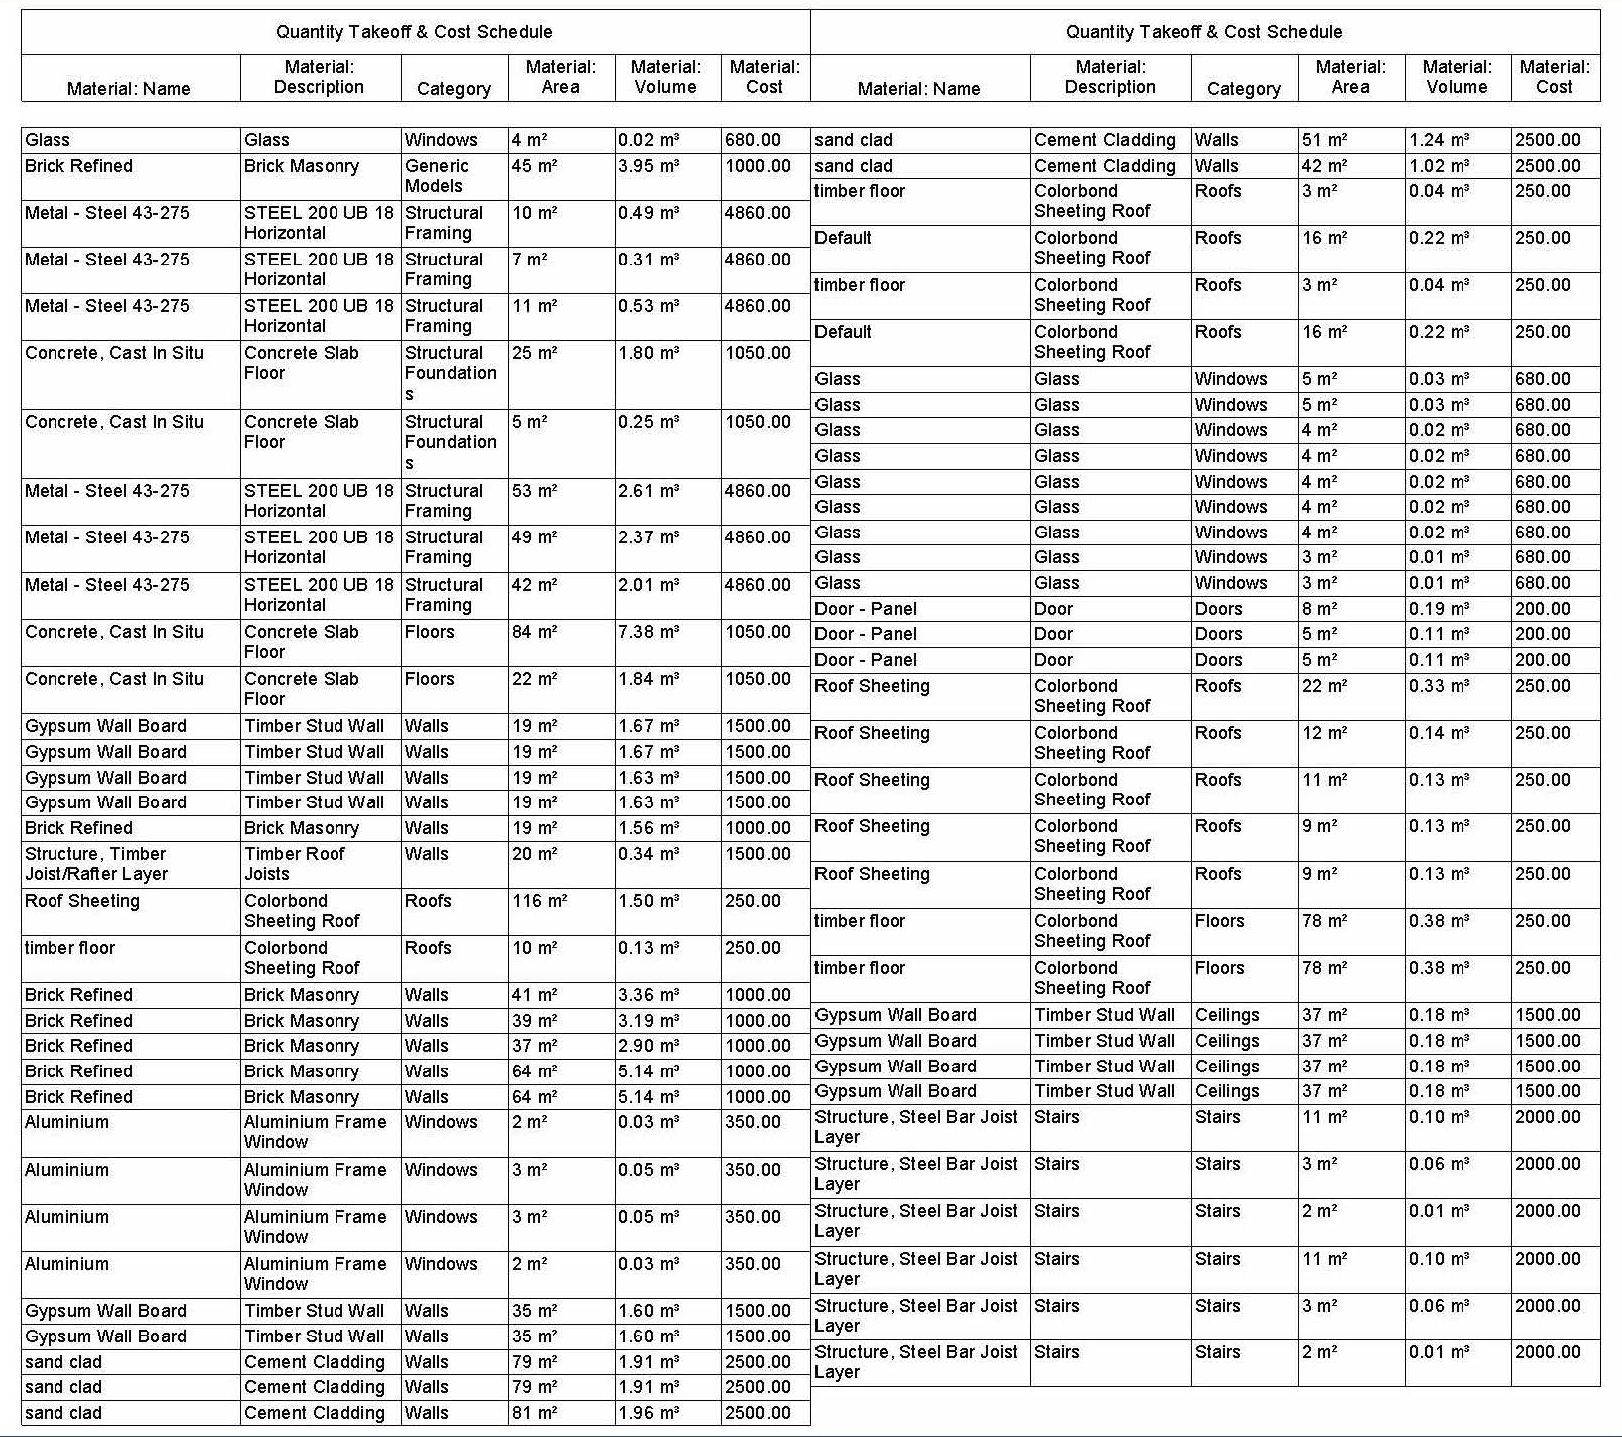 Quantity Takeoff & Cost Schedule
Material: Name Material: Description Category Material: Area Material: Volume Material: Cost
Glass Glass Windows 4 m² 0.02 m³ 680.00
Brick Refined Brick Masonry Generic Models 45 m² 3.95 m³ 1000.00
Metal - Steel 43-275 STEEL 200 UB 18 Horizontal Structural Framing 10 m² 0.49 m³ 4860.00
Metal - Steel 43-275 STEEL 200 UB 18 Horizontal Structural Framing 7 m² 0.31 m³ 4860.00
Metal - Steel 43-275 STEEL 200 UB 18 Horizontal Structural Framing 11 m² 0.53 m³ 4860.00
Concrete, Cast In Situ Concrete Slab Floor Structural Foundations 25 m² 1.80 m³ 1050.00
Concrete, Cast In Situ Concrete Slab Floor Structural Foundations 5 m² 0.25 m³ 1050.00
Metal - Steel 43-275 STEEL 200 UB 18 Horizontal Structural Framing 53 m² 2.61 m³ 4860.00
Metal - Steel 43-275 STEEL 200 UB 18 Horizontal Structural Framing 49 m² 2.37 m³ 4860.00
Metal - Steel 43-275 STEEL 200 UB 18 Horizontal Structural Framing 42 m² 2.01 m³ 4860.00
Concrete, Cast In Situ Concrete Slab Floor Floors 84 m² 7.38 m³ 1050.00
Concrete, Cast In Situ Concrete Slab Floor Floors 22 m² 1.84 m³ 1050.00
Gypsum Wall Board Timber Stud Wall Walls 19 m² 1.67 m³ 1500.00
Gypsum Wall Board Timber Stud Wall Walls 19 m² 1.67 m³ 1500.00
Gypsum Wall Board Timber Stud Wall Walls 19 m² 1.63 m³ 1500.00
Gypsum Wall Board Timber Stud Wall Walls 19 m² 1.63 m³ 1500.00
Brick Refined Brick Masonry Walls 19 m² 1.56 m³ 1000.00
Structure, Timber Joist/Rafter Layer Timber Roof Joists Walls 20 m² 0.34 m³ 1500.00
Roof Sheeting Colorbond Sheeting Roof Roofs 116 m² 1.50 m³ 250.00
timber floor Colorbond Sheeting Roof Roofs 10 m² 0.13 m³ 250.00
Brick Refined Brick Masonry Walls 41 m² 3.36 m³ 1000.00
Brick Refined Brick Masonry Walls 39 m² 3.19 m³ 1000.00
Brick Refined Brick Masonry Walls 37 m² 2.90 m³ 1000.00
Brick Refined Brick Masonry Walls 64 m² 5.14 m³ 1000.00
Brick Refined Brick Masonry Walls 64 m² 5.14 m³ 1000.00
Aluminium Aluminium Frame Window Windows 2 m² 0.03 m³ 350.00
Aluminium Aluminium Frame Window Windows 3 m² 0.05 m³ 350.00
Aluminium Aluminium Frame Window Windows 3 m² 0.05 m³ 350.00
Aluminium Aluminium Frame Window Windows 2 m² 0.03 m³ 350.00
Gypsum Wall Board Timber Stud Wall Walls 35 m² 1.60 m³ 1500.00
Gypsum Wall Board Timber Stud Wall Walls 35 m² 1.60 m³ 1500.00
sand clad Cement Cladding Walls 79 m² 1.91 m³ 2500.00
sand clad Cement Cladding Walls 79 m² 1.91 m³ 2500.00
sand clad Cement Cladding Walls 81 m² 1.96 m³ 2500.00
Quantity Takeoff & Cost Schedule
Material: Name Material: Description Category Material: Area Material: Volume Material: Cost
sand clad Cement Cladding Walls 51 m² 1.24 m³ 2500.00
sand clad Cement Cladding Walls 42 m² 1.02 m³ 2500.00
timber floor Colorbond Sheeting Roof Roofs 3 m² 0.04 m³ 250.00
Default Colorbond Sheeting Roof Roofs 16 m² 0.22 m³ 250.00
timber floor Colorbond Sheeting Roof Roofs 3 m² 0.04 m³ 250.00
Default Colorbond Sheeting Roof Roofs 16 m² 0.22 m³ 250.00
Glass Glass Windows 5 m² 0.03 m³ 680.00
Glass Glass Windows 5 m² 0.03 m³ 680.00
Glass Glass Windows 4 m² 0.02 m³ 680.00
Glass Glass Windows 4 m² 0.02 m³ 680.00
Glass Glass Windows 4 m² 0.02 m³ 680.00
Glass Glass Windows 4 m² 0.02 m³ 680.00
Glass Glass Windows 4 m² 0.02 m³ 680.00
Glass Glass Windows 3 m² 0.01 m³ 680.00
Glass Glass Windows 3 m² 0.01 m³ 680.00
Door - Panel Door Doors 8 m² 0.19 m³ 200.00
Door - Panel Door Doors 5 m² 0.11 m³ 200.00
Door - Panel Door Doors 5 m² 0.11 m³ 200.00
Roof Sheeting Colorbond Sheeting Roof Roofs 22 m² 0.33 m³ 250.00
Roof Sheeting Colorbond Sheeting Roof Roofs 12 m² 0.14 m³ 250.00
Roof Sheeting Colorbond Sheeting Roof Roofs 11 m² 0.13 m³ 250.00
Roof Sheeting Colorbond Sheeting Roof Roofs 9 m² 0.13 m³ 250.00
Roof Sheeting Colorbond Sheeting Roof Roofs 9 m² 0.13 m³ 250.00
timber floor Colorbond Sheeting Roof Floors 78 m² 0.38 m³ 250.00
timber floor Colorbond Sheeting Roof Floors 78 m² 0.38 m³ 250.00
Gypsum Wall Board Timber Stud Wall Ceilings 37 m² 0.18 m³ 1500.00
Gypsum Wall Board Timber Stud Wall Ceilings 37 m² 0.18 m³ 1500.00
Gypsum Wall Board Timber Stud Wall Ceilings 37 m² 0.18 m³ 1500.00
Gypsum Wall Board Timber Stud Wall Ceilings 37 m² 0.18 m³ 1500.00
Structure, Steel Bar Joist Layer Stairs Stairs 11 m² 0.10 m³ 2000.00
Structure, Steel Bar Joist Layer Stairs Stairs 3 m² 0.06 m³ 2000.00
Structure, Steel Bar Joist Layer Stairs Stairs 2 m² 0.01 m³ 2000.00
Structure, Steel Bar Joist Layer Stairs Stairs 11 m² 0.10 m³ 2000.00
Structure, Steel Bar Joist Layer Stairs Stairs 3 m² 0.06 m³ 2000.00
Structure, Steel Bar Joist Layer Stairs Stairs 2 m² 0.01 m³ 2000.00